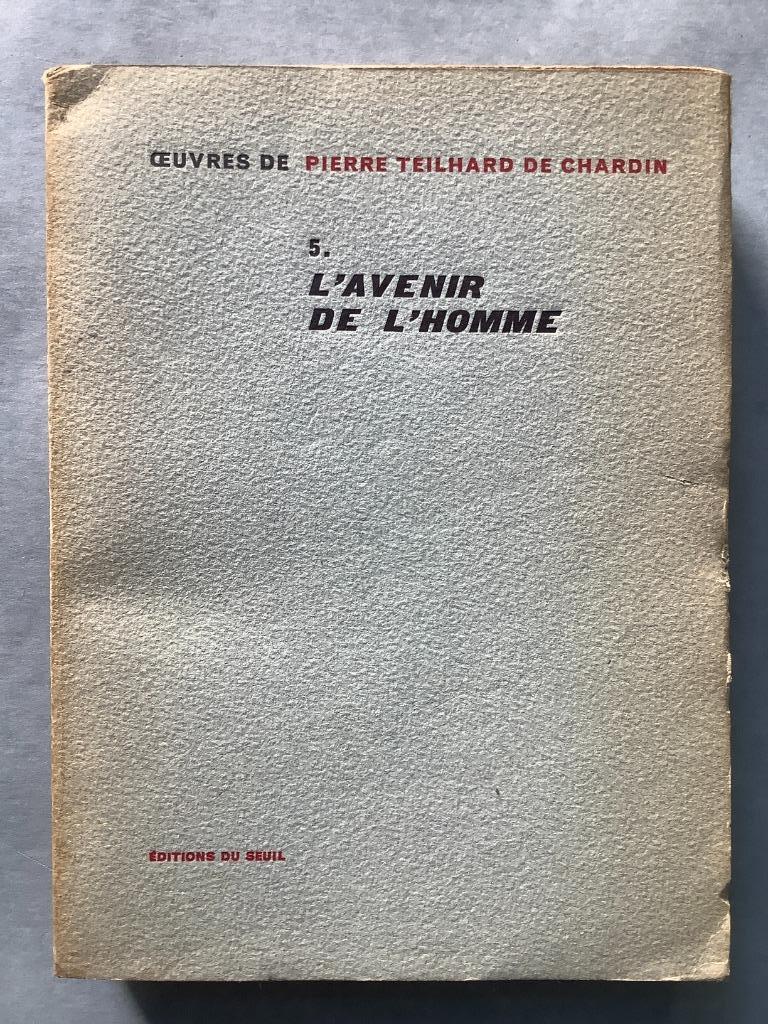 ŒUVRES DE PIERRE TEILHARD DE CHARDIN
5.
L'AVENIR
DE L'HOMME
ÉDITIONS DU SEUIL